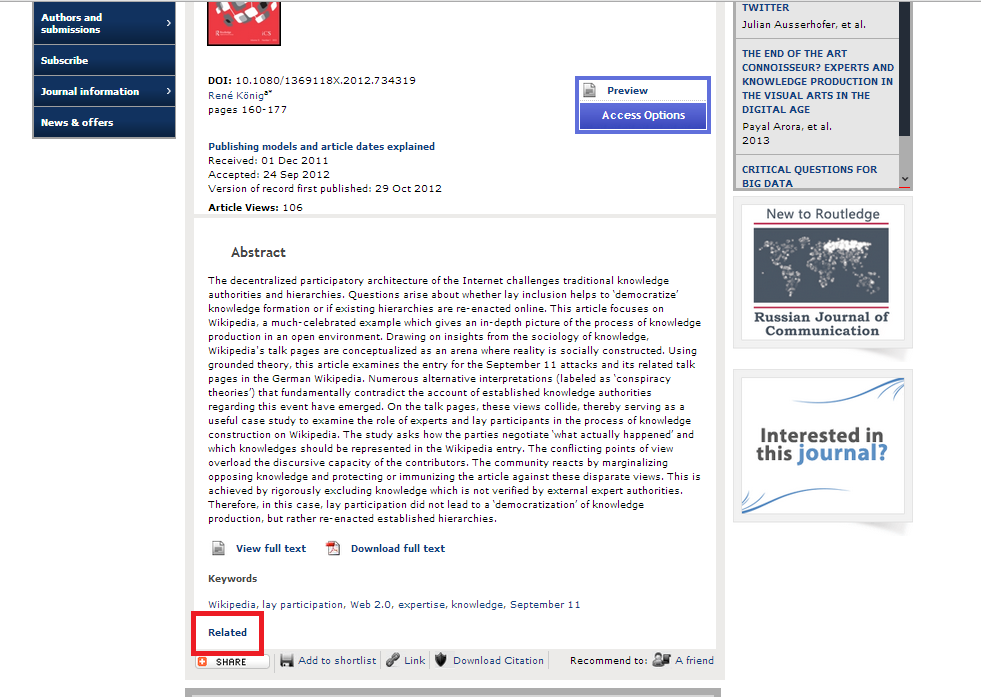 Authors and
submissions
Subscribe
Journal information
News & offers
DOI: 10.1080/1369118X.2012.734319
René Königa*
pages 160-177
Preview
Access Options
Publishing models and article dates explained
Received: 01 Dec 2011
Accepted: 24 Sep 2012
Version of record first published: 29 Oct 2012
Article Views: 106
Abstract
The decentralized participatory architecture of the Internet challenges traditional knowledge
authorities and hierarchies. Questions arise about whether lay inclusion helps to ‘democratize’
knowledge formation or if existing hierarchies are re-enacted online. This article focuses on
Wikipedia, a much-celebrated example which gives an in-depth picture of the process of knowledge
production in an open environment. Drawing on insights from the sociology of knowledge,
Wikipedia's talk pages are conceptualized as an arena where reality is socially constructed. Using
grounded theory, this article examines the entry for the September 11 attacks and its related talk
pages in the German Wikipedia. Numerous alternative interpretations (labeled as ‘conspiracy
theories’) that fundamentally contradict the account of established knowledge authorities
regarding this event have emerged. On the talk pages, these views collide, thereby serving as a
useful case study to examine the role of experts and lay participants in the process of knowledge
construction on Wikipedia. The study asks how the parties negotiate ‘what actually happened’ and
which knowledges should be represented in the Wikipedia entry. The conflicting points of view
overload the discursive capacity of the contributors. The community reacts by marginalizing
opposing knowledge and protecting or immunizing the article against these disparate views. This is
achieved by rigorously excluding knowledge which is not verified by external expert authorities.
Therefore, in this case, lay participation did not lead to a ‘democratization’ of knowledge
production, but rather re-enacted established hierarchies.
View full text
Download full text
Keywords
Wikipedia, lay participation, Web 2.0, expertise, knowledge, September 11
Related
SHARE
Add to shortlist
Link
Download Citation
Recommend to:
A friend
TWITTER
Julian Ausserhofer, et al.
THE END OF THE ART
CONNOISSEUR? EXPERTS AND
KNOWLEDGE PRODUCTION IN
THE VISUAL ARTS IN THE
DIGITAL AGE
Payal Arora, et al.
2013
CRITICAL QUESTIONS FOR
BIG DATA
New to Routledge
Russian Journal of
Communication
Interested in
this journal?